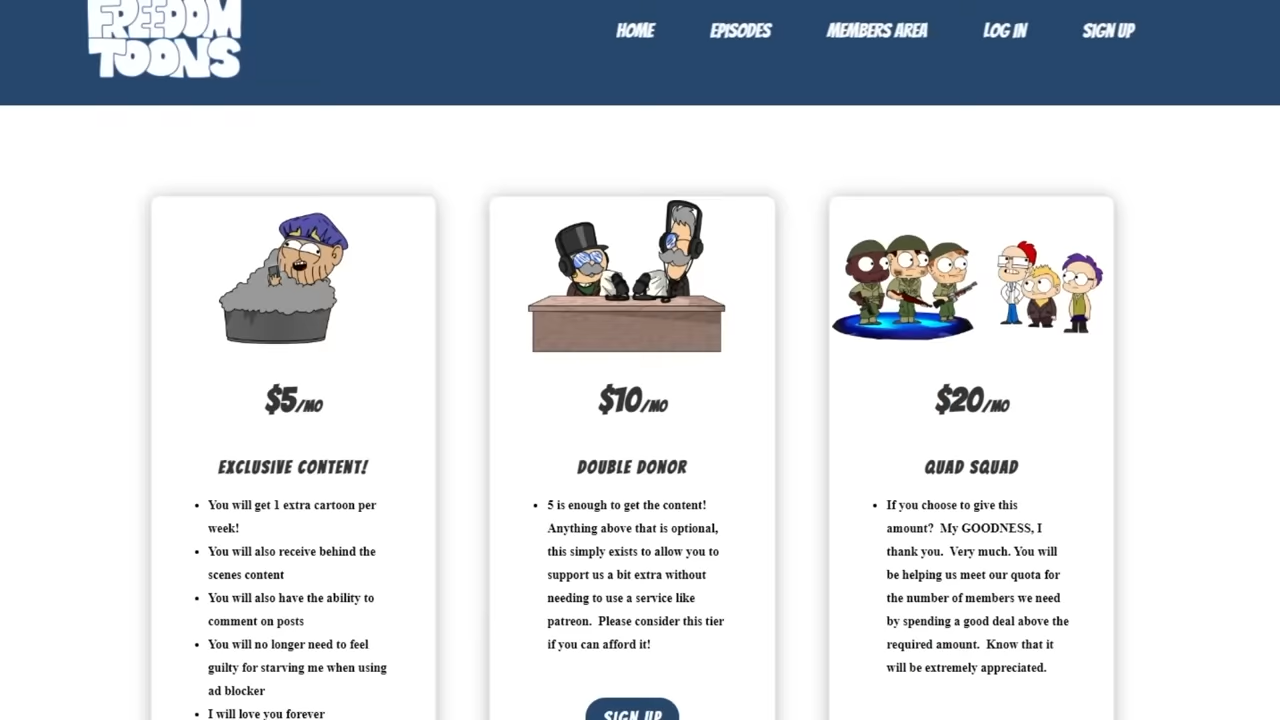 FREEDOM
TOONS
HOME EPISODES MEMBERS AREA LOG IN SIGN UP
$5/MO
EXCLUSIVE CONTENT!
• You will get 1 extra cartoon per
week!
• You will also receive behind the
scenes content
• You will also have the ability to
comment on posts
• You will no longer need to feel
guilty for starving me when using
ad blocker
• I will love you forever
$10/MO
DOUBLE DONOR
• 5 is enough to get the content!
Anything above that is optional,
this simply exists to allow you to
support us a bit extra without
needing to use a service like
patreon.  Please consider this tier
if you can afford it!
SIGN UP
$20/MO
QUAD SQUAD
• If you choose to give this
amount?  My GOODNESS, I
thank you.  Very much. You will
be helping us meet our quota for
the number of members we need
by spending a good deal above the
required amount.  Know that it
will be extremely appreciated.